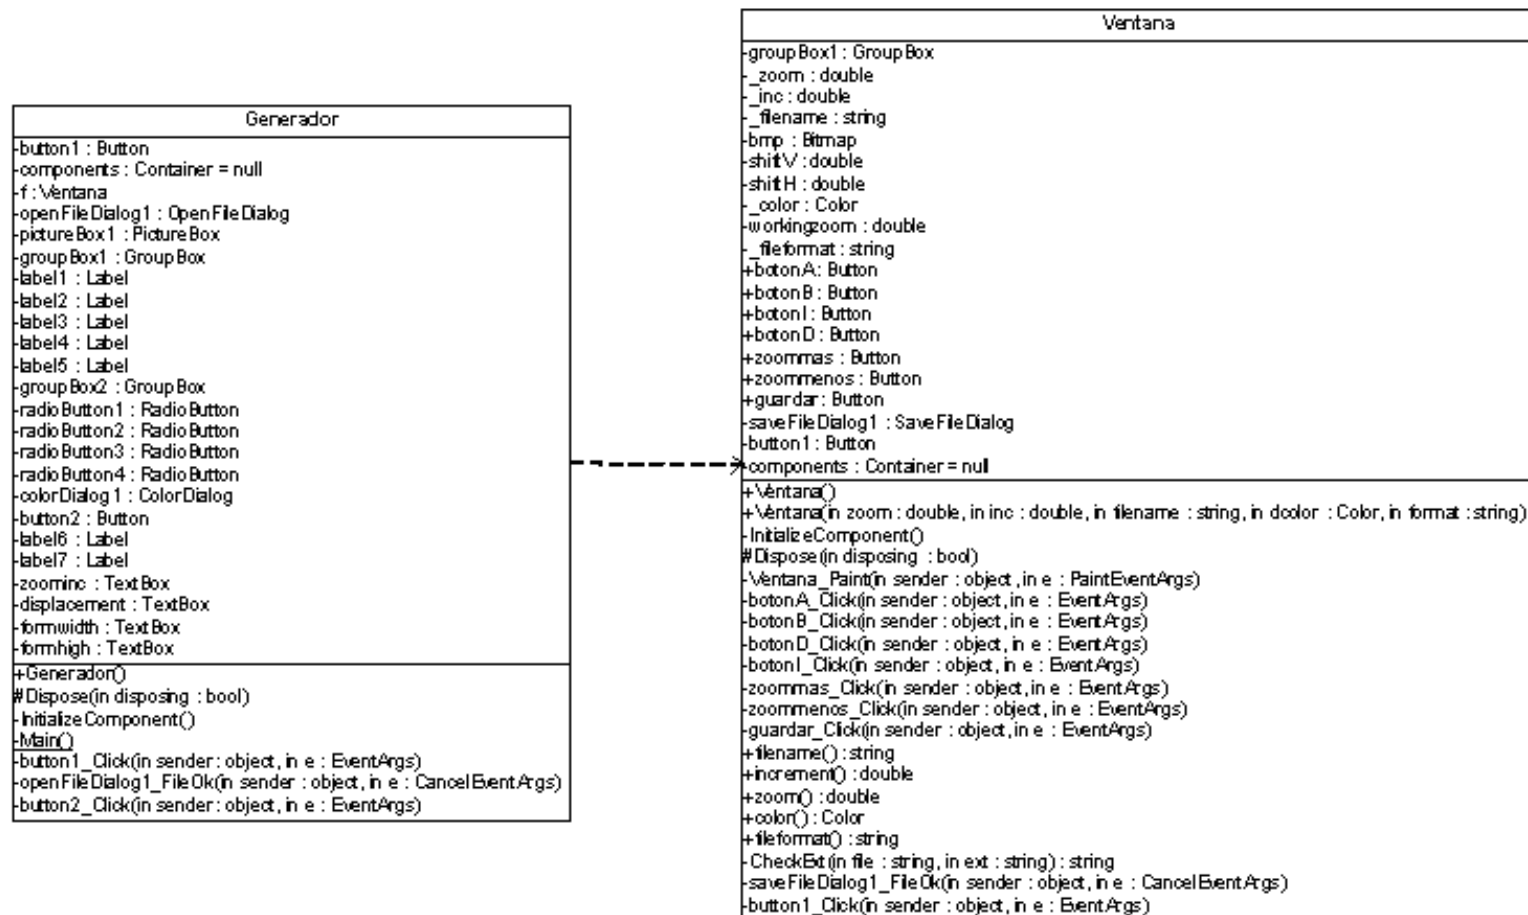 Generador
-button1 : Button
-components : Container = null
-f : Ventana
-openFileDialog1 : OpenFileDialog
-pictureBox1 : PictureBox
-groupBox1 : GroupBox
-label1 : Label
-label2 : Label
-label3 : Label
-label4 : Label
-label5 : Label
-groupBox2 : GroupBox
-radioButton1 : RadioButton
-radioButton2 : RadioButton
-radioButton3 : RadioButton
-radioButton4 : RadioButton
-colorDialog1 : ColorDialog
-button2 : Button
-label6 : Label
-label7 : Label
-zoominc : TextBox
-displacement : TextBox
-formwidth : TextBox
-formhigh : TextBox
+Generador()
#Dispose(in disposing : bool)
-InitializeComponent()
-Main()
-button1_Click(in sender : object, in e : EventArgs)
-openFileDialog1_FileOk(in sender : object, in e : CancelEventArgs)
-button2_Click(in sender : object, in e : EventArgs)
Ventana
-groupBox1 : GroupBox
-_zoom : double
-_inc : double
-_filename : string
-bmp : Bitmap
-shiftV : double
-shiftH : double
-_color : Color
-workingzoom : double
-_fileformat : string
+botonA : Button
+botonB : Button
+botonI : Button
+botonD : Button
+zoommas : Button
+zoommenos : Button
+guardar : Button
-saveFileDialog1 : SaveFileDialog
-button1 : Button
-components : Container = null
+Ventana()
+Ventana(in zoom : double, in inc : double, in filename : string, in dcolor : Color, in format : string)
-InitializeComponent()
#Dispose(in disposing : bool)
-Ventana_Paint(in sender : object, in e : PaintEventArgs)
-botonA_Click(in sender : object, in e : EventArgs)
-botonB_Click(in sender : object, in e : EventArgs)
-botonD_Click(in sender : object, in e : EventArgs)
-botonI_Click(in sender : object, in e : EventArgs)
-zoommas_Click(in sender : object, in e : EventArgs)
-zoommenos_Click(in sender : object, in e : EventArgs)
-guardar_Click(in sender : object, in e : EventArgs)
+filename() : string
+increment() : double
+zoom() : double
+color() : Color
+fileformat() : string
-CheckExt(in file : string, in ext : string) : string
-saveFileDialog1_FileOk(in sender : object, in e : CancelEventArgs)
-button1_Click(in sender : object, in e : EventArgs)